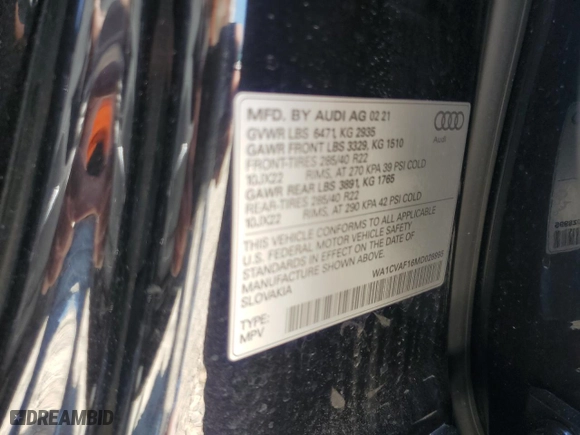 MFD. BY AUDI AG 02 21
GVWR LBS 6471, KG 2935
GAWR FRONT LBS 3329, KG 1510
FRONT-TIRES 285/40 R22
10JX22 RIMS, AT 270 KPA 39 PSI COLD
GAWR REAR LBS 3891, KG 1765
REAR-TIRES 285/40 R22
10JX22 RIMS, AT 290 KPA 42 PSI COLD
THIS VEHICLE CONFORMS TO ALL APPLICABLE
U.S. FEDERAL MOTOR VEHICLE SAFETY
STANDARDS IN EFFECT ON THE DATE OF
MANUFACTURE SHOWN ABOVE.
SLOVAKIA
TYPE:
MPV
Audi
DREAMBID